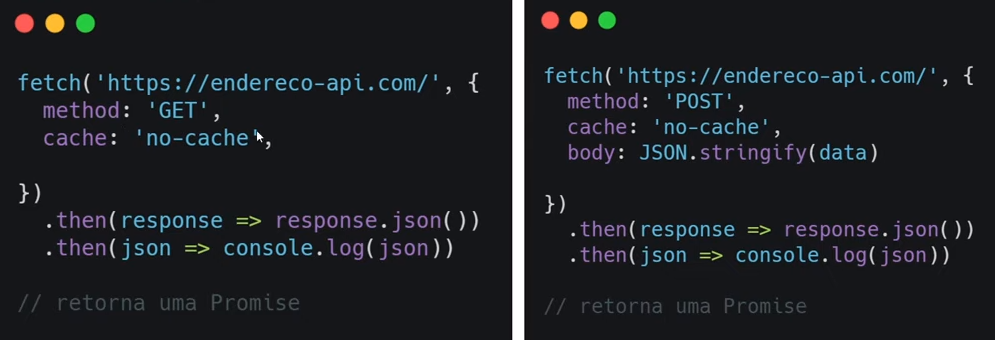 fetch('https://endereco-api.com/', {
  method: 'GET',
  cache: 'no-cache',
})
  .then(response => response.json())
  .then(json => console.log(json))
// retorna uma Promise
fetch('https://endereco-api.com/', {
  method: 'POST',
  cache: 'no-cache',
  body: JSON.stringify(data)
})
  .then(response => response.json())
  .then(json => console.log(json))
// retorna uma Promise